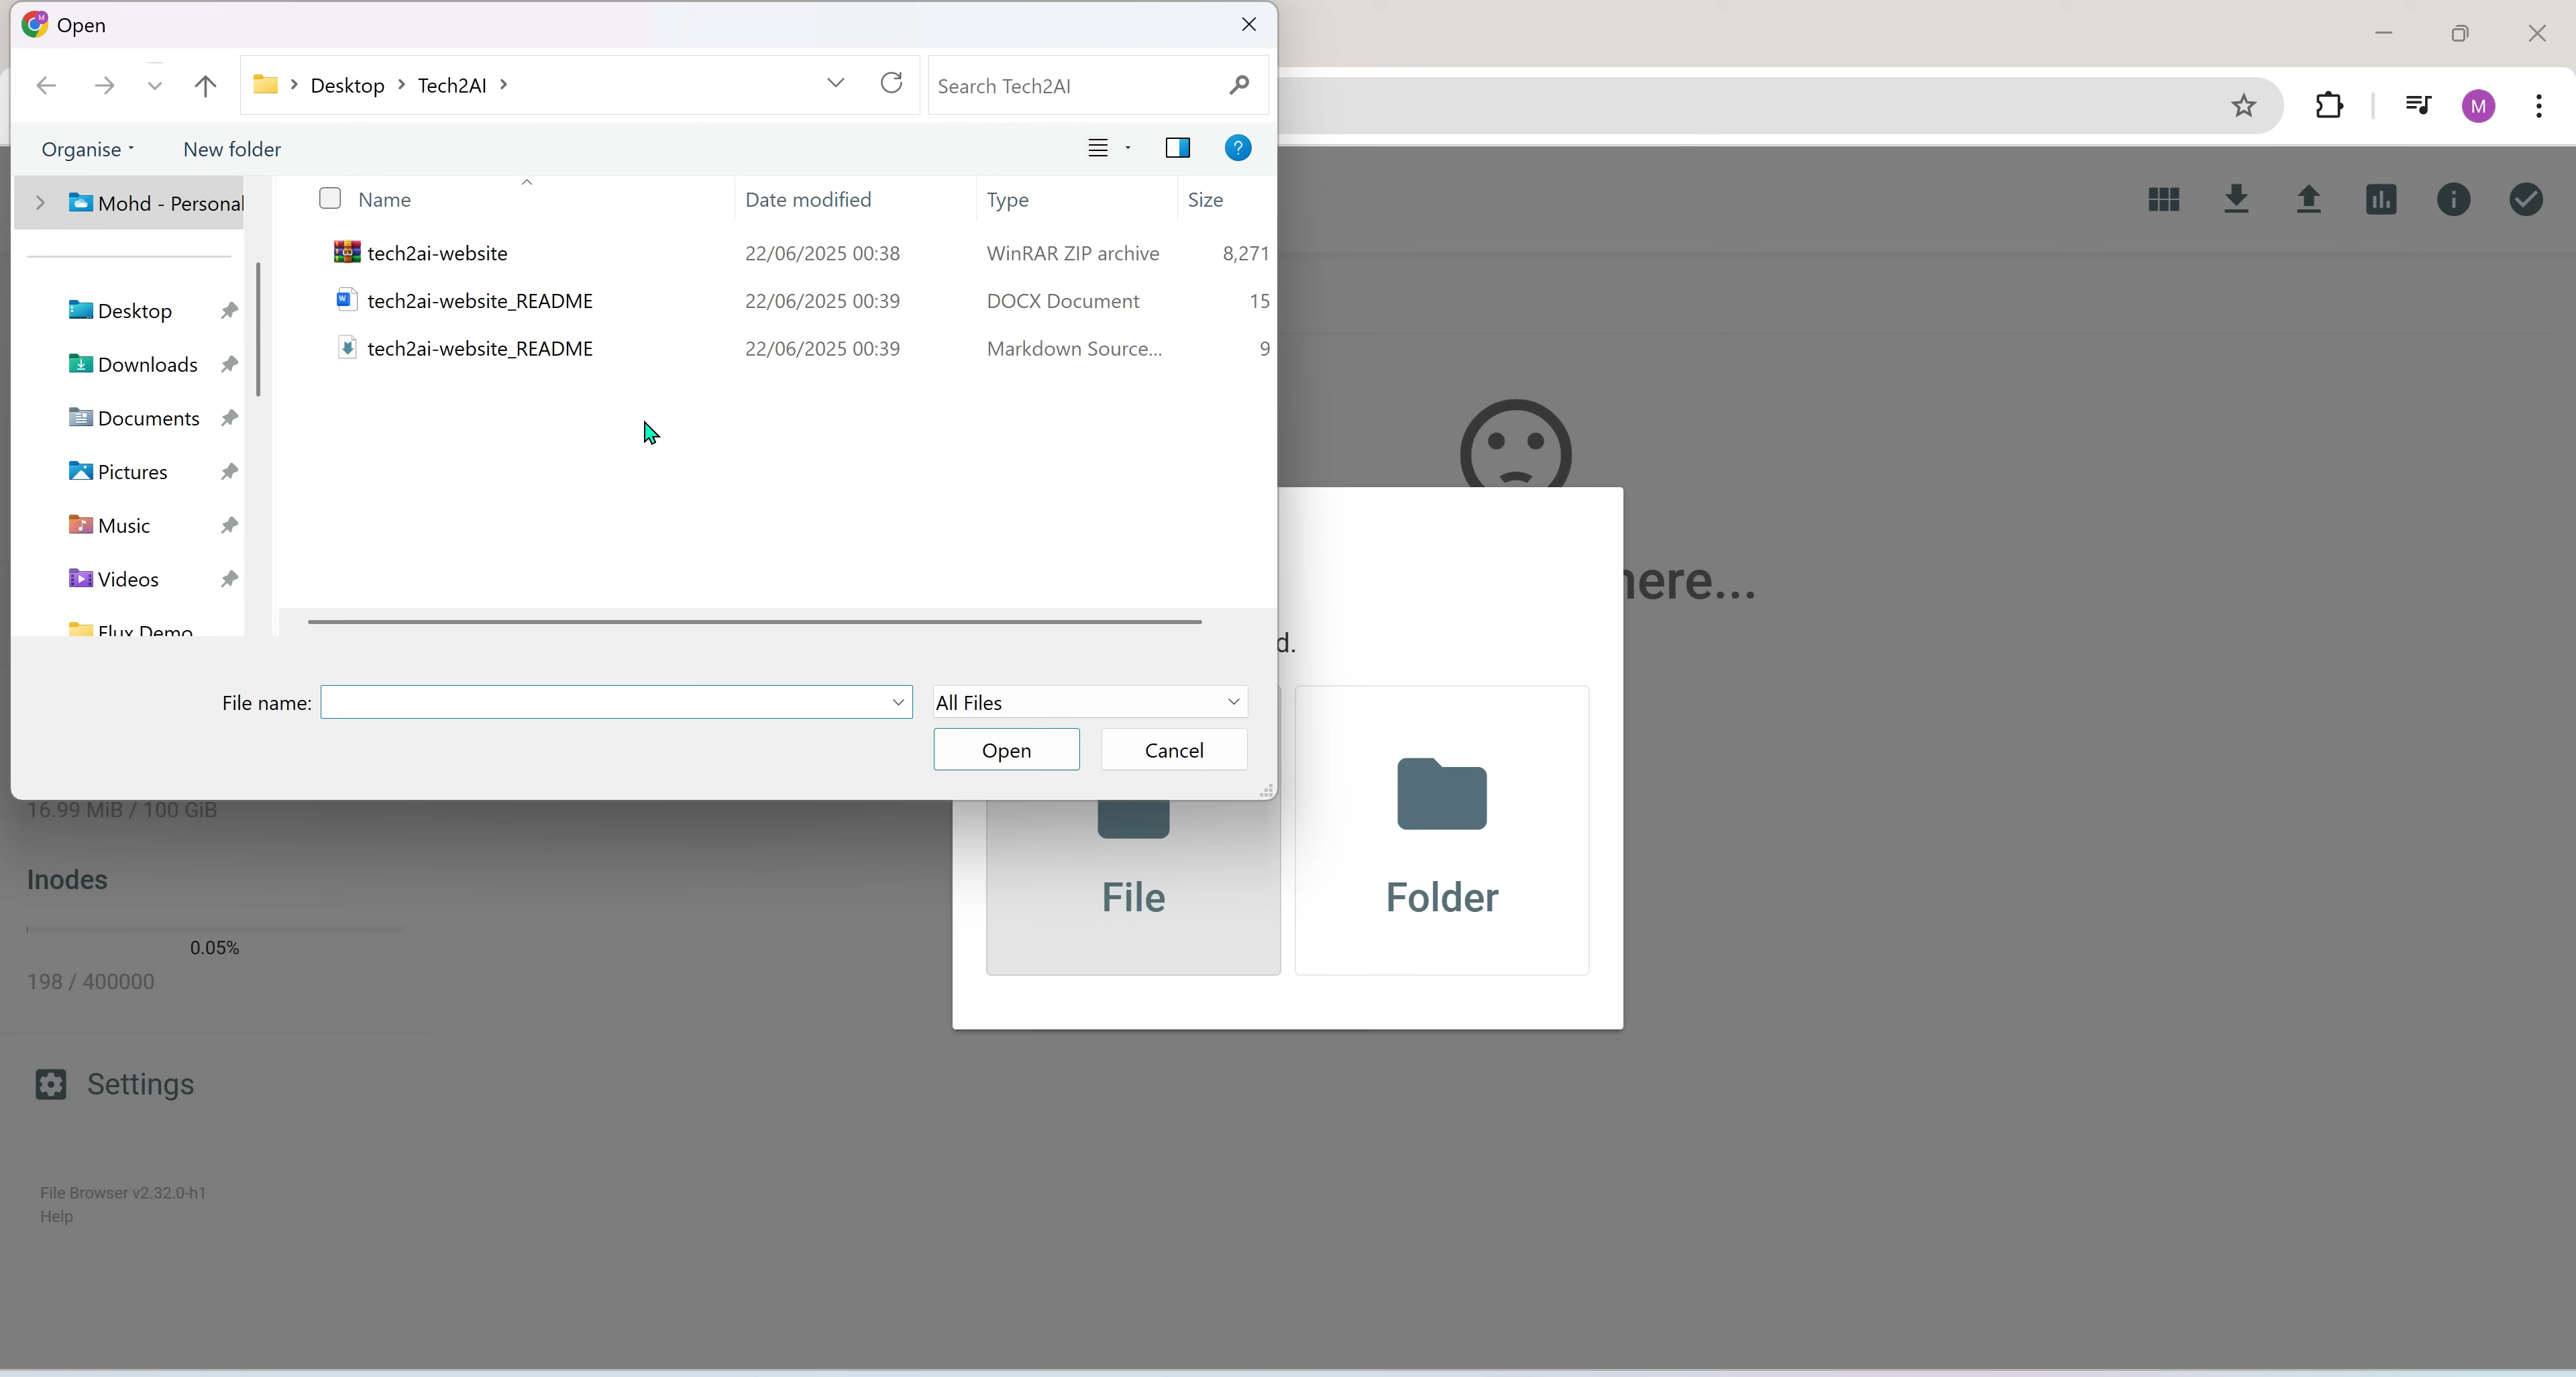 Open
Desktop > Tech2AI >
Search Tech2AI
M
Organise
New folder
?
Mohd - Personal
Name
Date modified
Type
Size
tech2ai-website
22/06/2025 00:38
WinRAR ZIP archive
8,271
tech2ai-website_README
22/06/2025 00:39
DOCX Document
15
tech2ai-website_README
22/06/2025 00:39
Markdown Source...
9
Desktop
Downloads
Documents
Pictures
Music
Videos
Flux Demo
here...
d.
File name:
All Files
Open
Cancel
16.99 MiB / 100 GiB
File
Folder
Inodes
0.05%
198 / 400000
Settings
File Browser v2.32.0-h1
Help